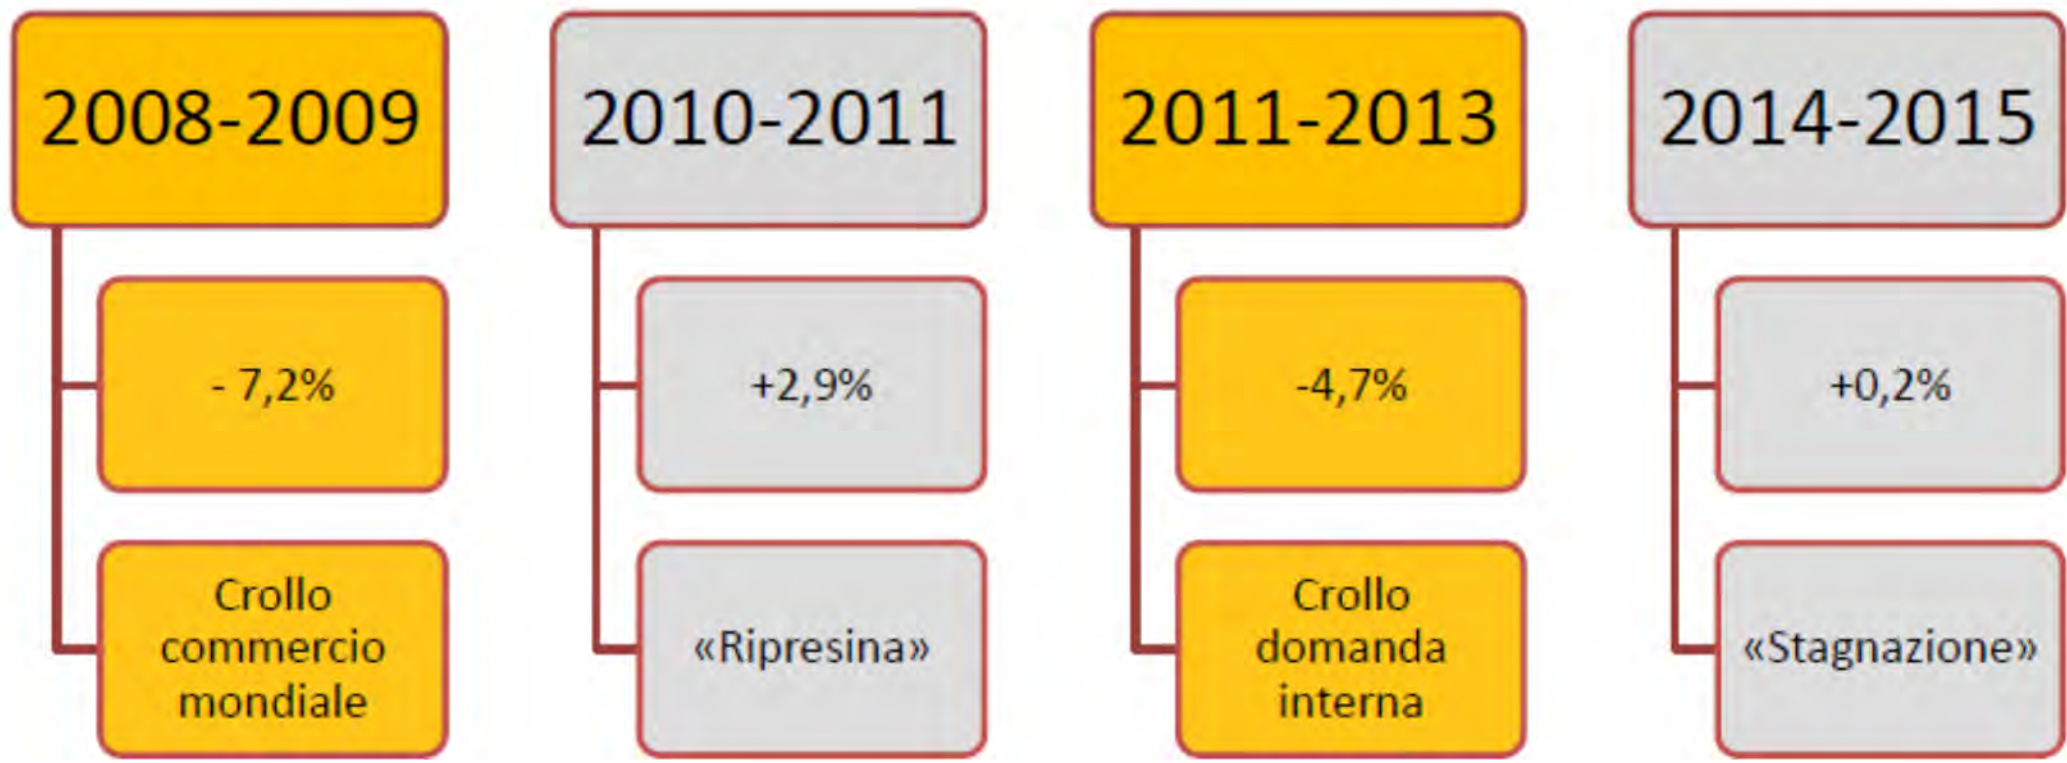 2008-2009
- 7,2%
Crollo
commercio
mondiale
2010-2011
+2,9%
«Ripresina»
2011-2013
-4,7%
Crollo
domanda
interna
2014-2015
+0,2%
«Stagnazione»